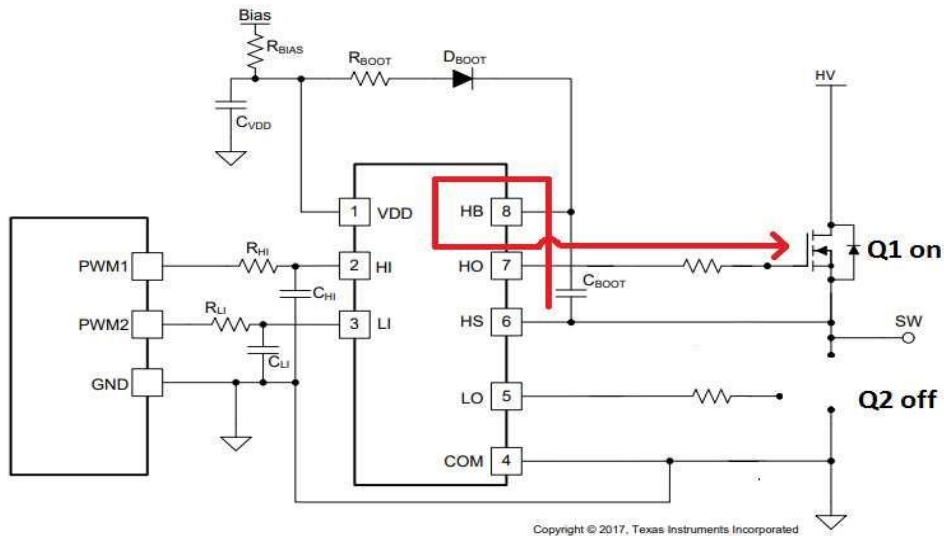 Bias
RBIAS
RBOOT
DBOOT
HV
CVDD
1
VDD
HB
8
Q1 on
PWM1
RHI
2
HI
HO
7
CHI
CBOOT
PWM2
RLI
3
LI
HS
6
SW
CLI
GND
LO
5
Q2 off
COM
4
Copyright © 2017, Texas Instruments Incorporated